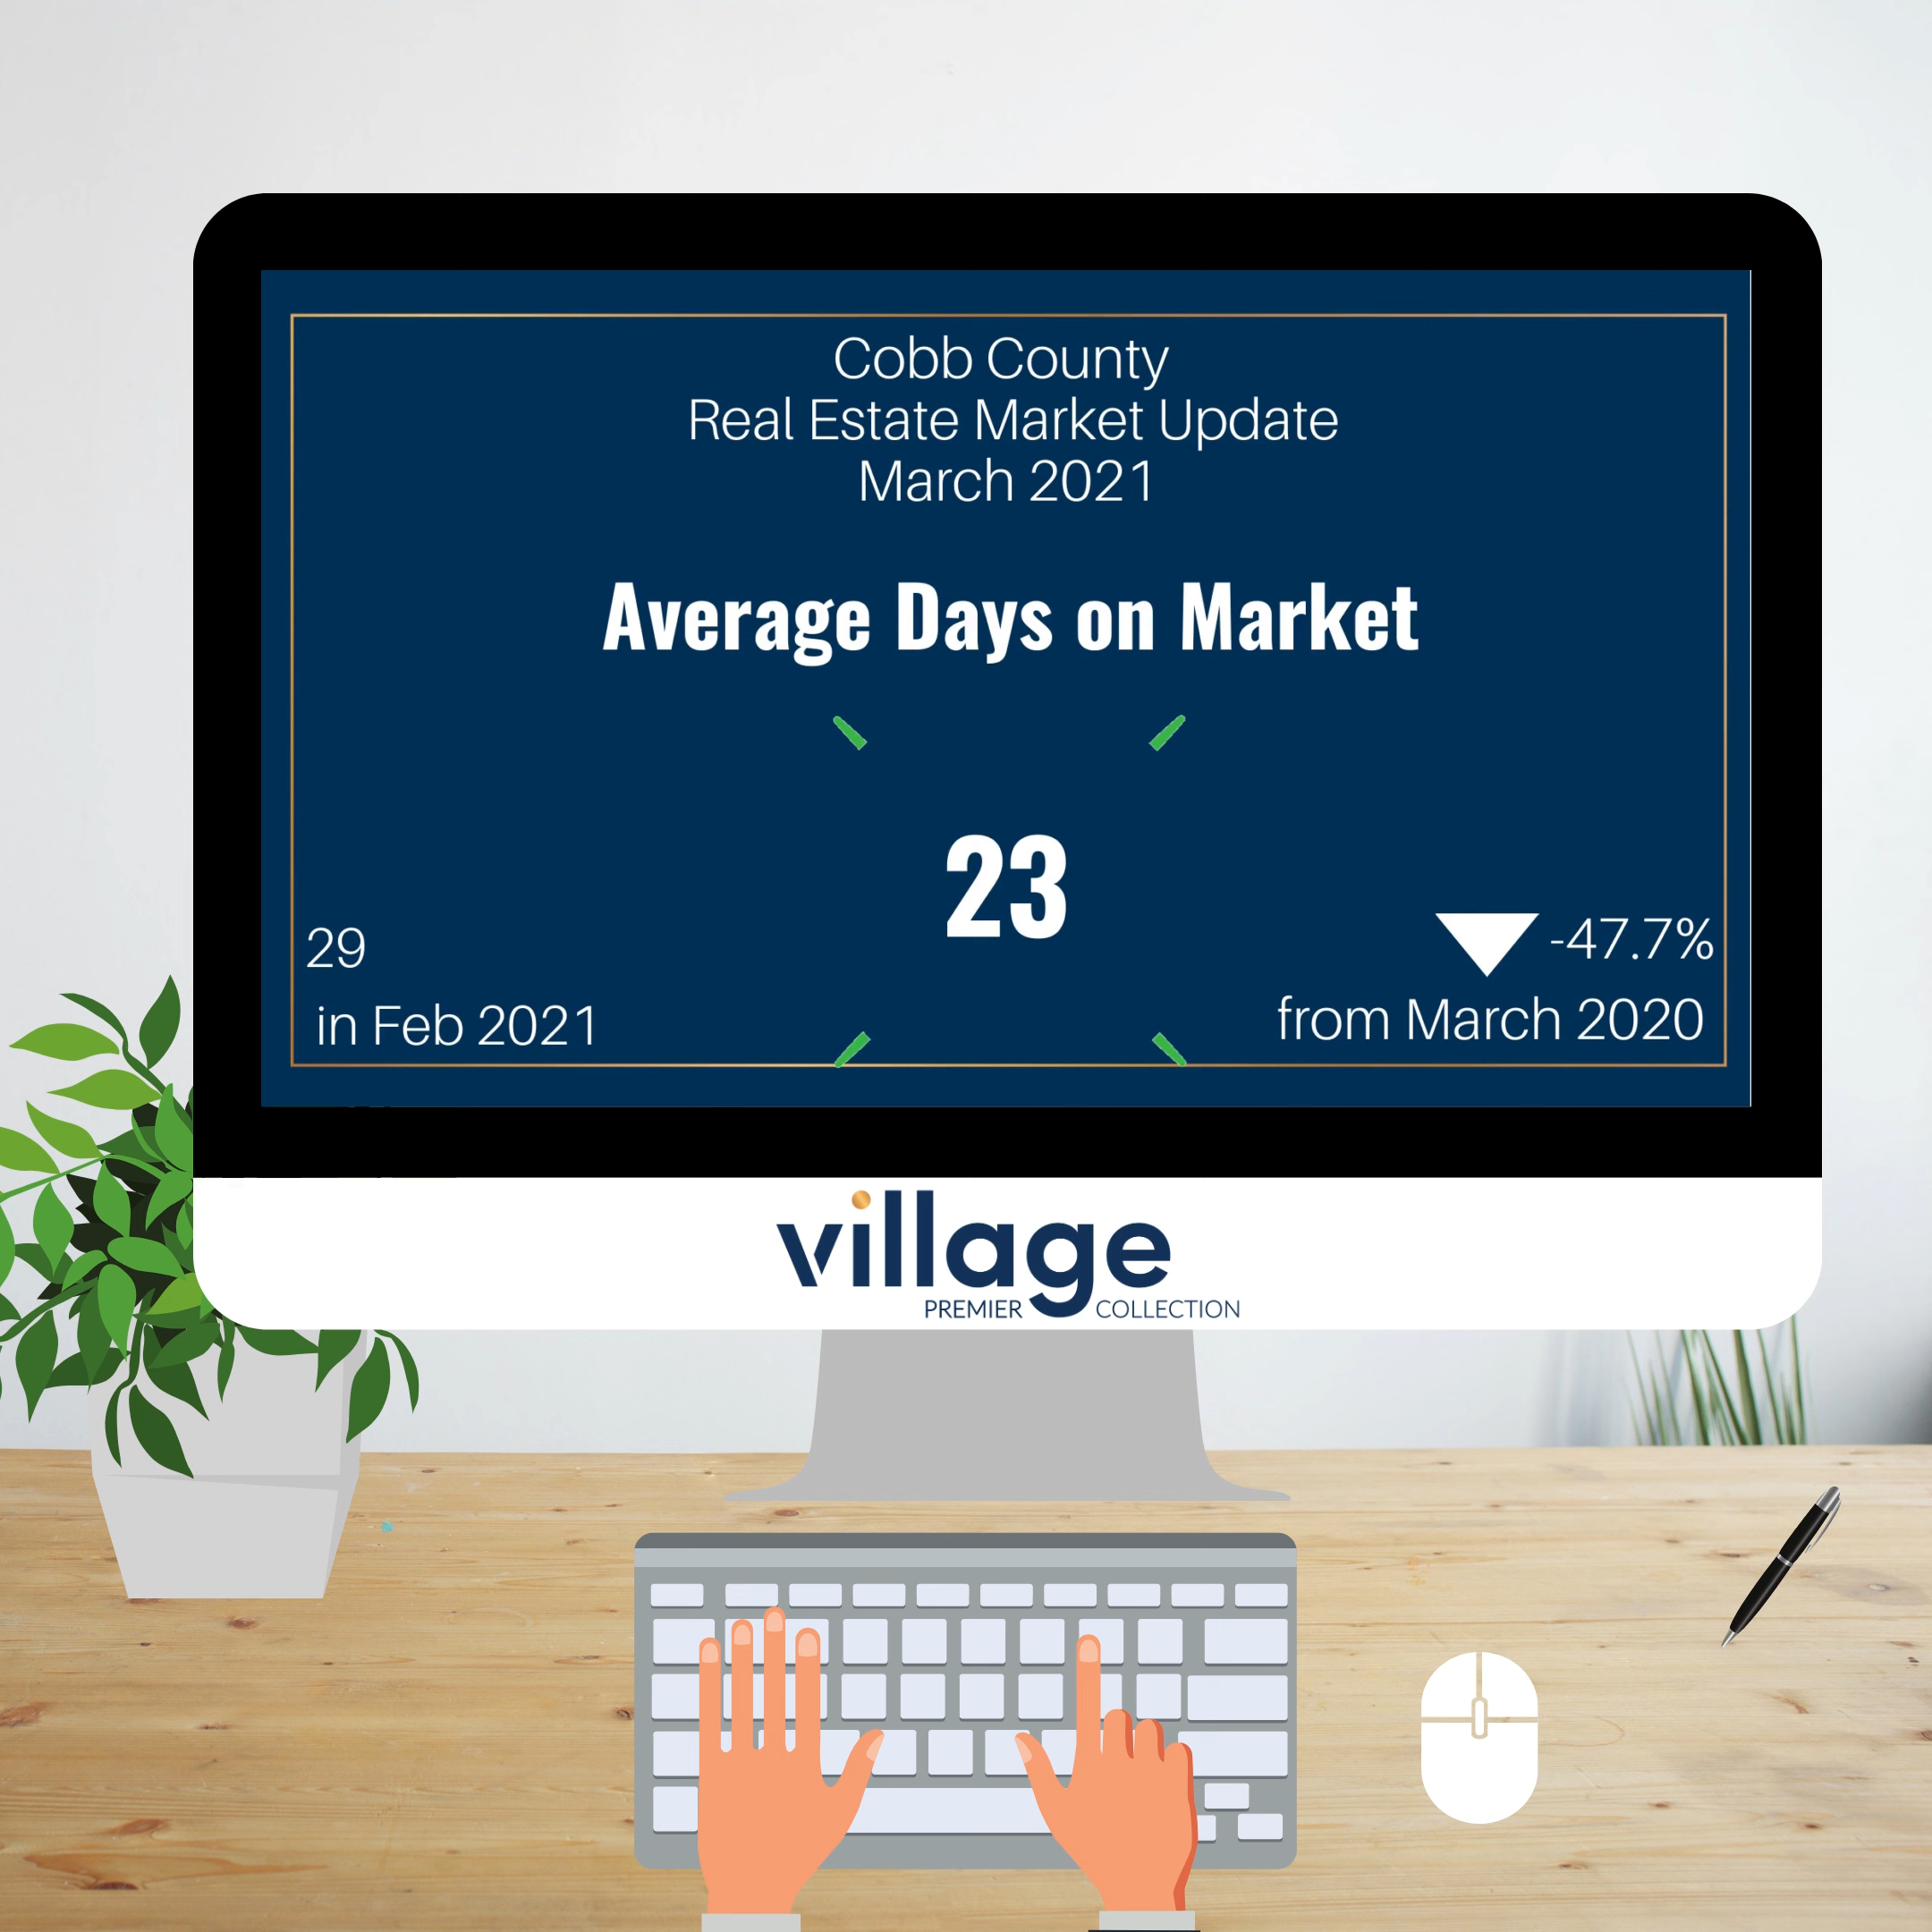 Cobb County
Real Estate Market Update
March 2021
Average Days on Market
23
29
in Feb 2021
-47.7%
from March 2020
village
PREMIER COLLECTION